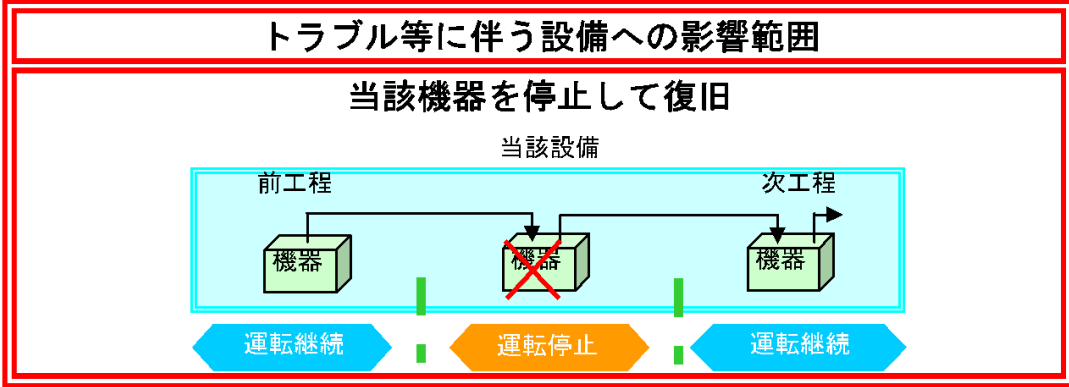 トラブル等に伴う設備への影響範囲
当該機器を停止して復旧
当該設備
前工程
次工程
機器
機器
機器
運転継続
運転停止
運転継続